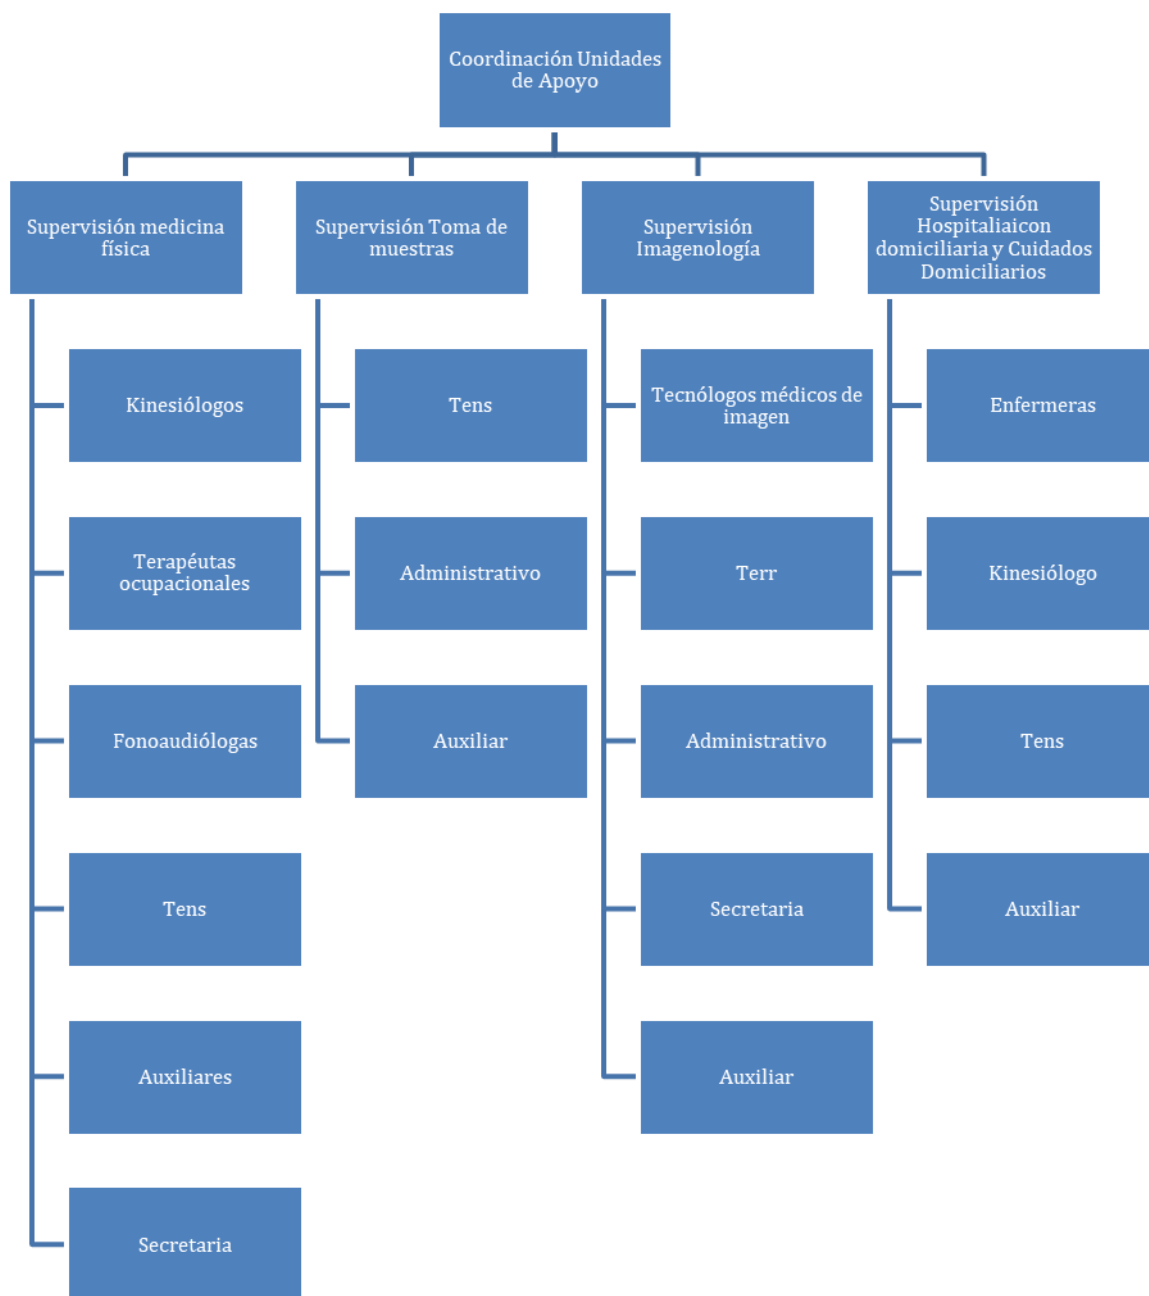 Coordinación Unidades
de Apoyo
Supervisión medicina
física
Kinesiólogos
Terapéutas
ocupacionales
Fonoaudiólogas
Tens
Auxiliares
Secretaria
Supervisión Toma de
muestras
Tens
Administrativo
Auxiliar
Supervisión
Imagenología
Tecnólogos médicos de
imagen
Terr
Administrativo
Secretaria
Auxiliar
Supervisión
Hospitaliaicon
domiciliaria y Cuidados
Domiciliarios
Enfermeras
Kinesiólogo
Tens
Auxiliar